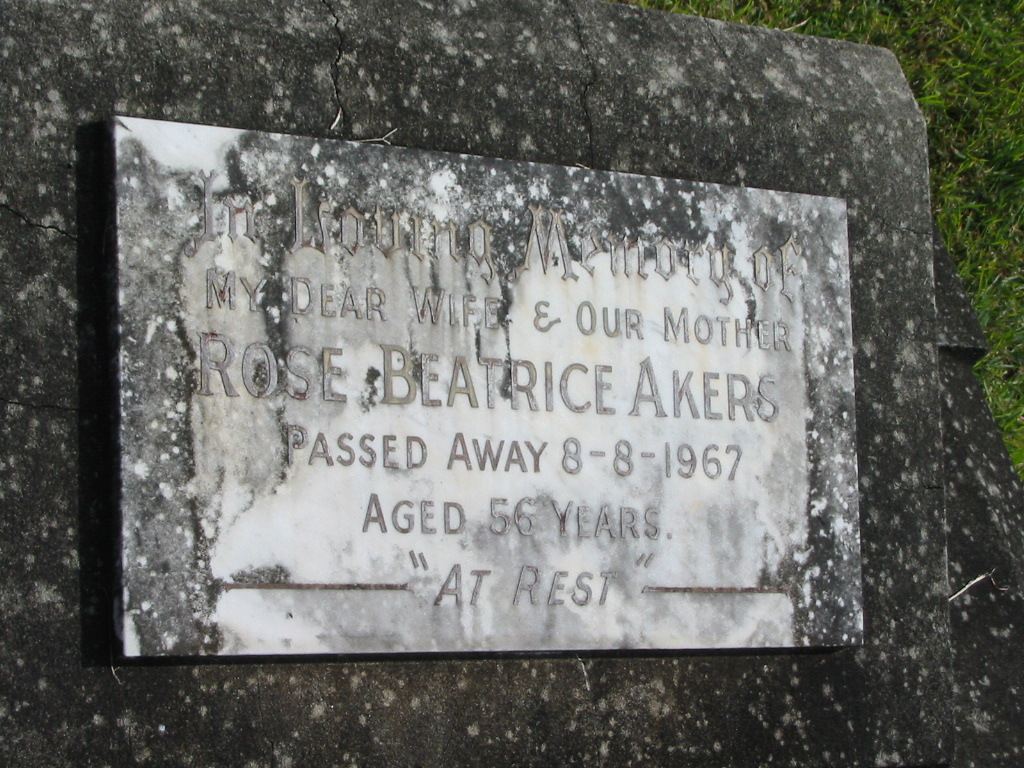 In Loving Memory of
MY DEAR WIFE & OUR MOTHER
ROSE BEATRICE AKERS
PASSED AWAY 8-8-1967
AGED 56 YEARS.
"AT REST"